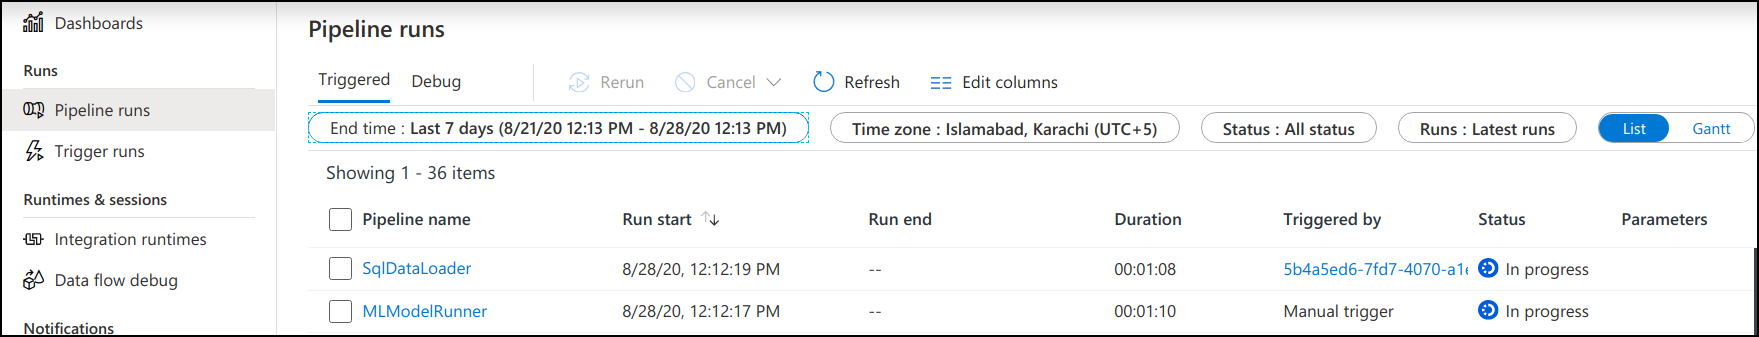 Dashboards
Runs
Pipeline runs
Trigger runs
Runtimes & sessions
Integration runtimes
Data flow debug
Notifications
Pipeline runs
Triggered Debug Rerun Cancel Refresh Edit columns
End time : Last 7 days (8/21/20 12:13 PM - 8/28/20 12:13 PM) Time zone : Islamabad, Karachi (UTC+5) Status : All status Runs : Latest runs List Gantt
Showing 1 - 36 items
Pipeline name Run start Run end Duration Triggered by Status Parameters
SqlDataLoader 8/28/20, 12:12:19 PM -- 00:01:08 5b4a5ed6-7fd7-4070-a1e In progress
MLModelRunner 8/28/20, 12:12:17 PM -- 00:01:10 Manual trigger In progress